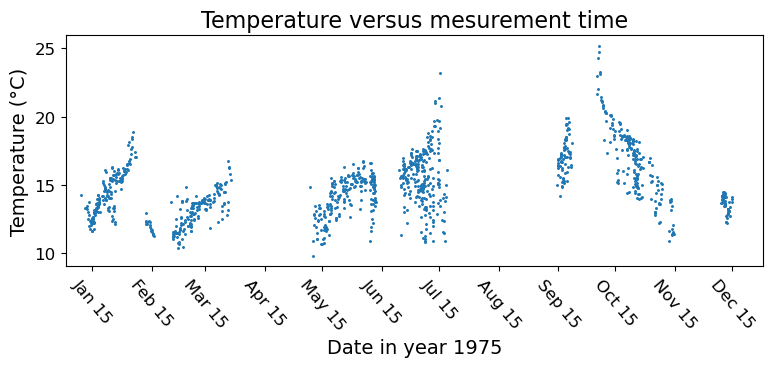 Temperature versus mesurement time
Temperature (°C)
25
20
15
10
Jan 15
Feb 15
Mar 15
Apr 15
May 15
Jun 15
Jul 15
Aug 15
Sep 15
Oct 15
Nov 15
Dec 15
Date in year 1975